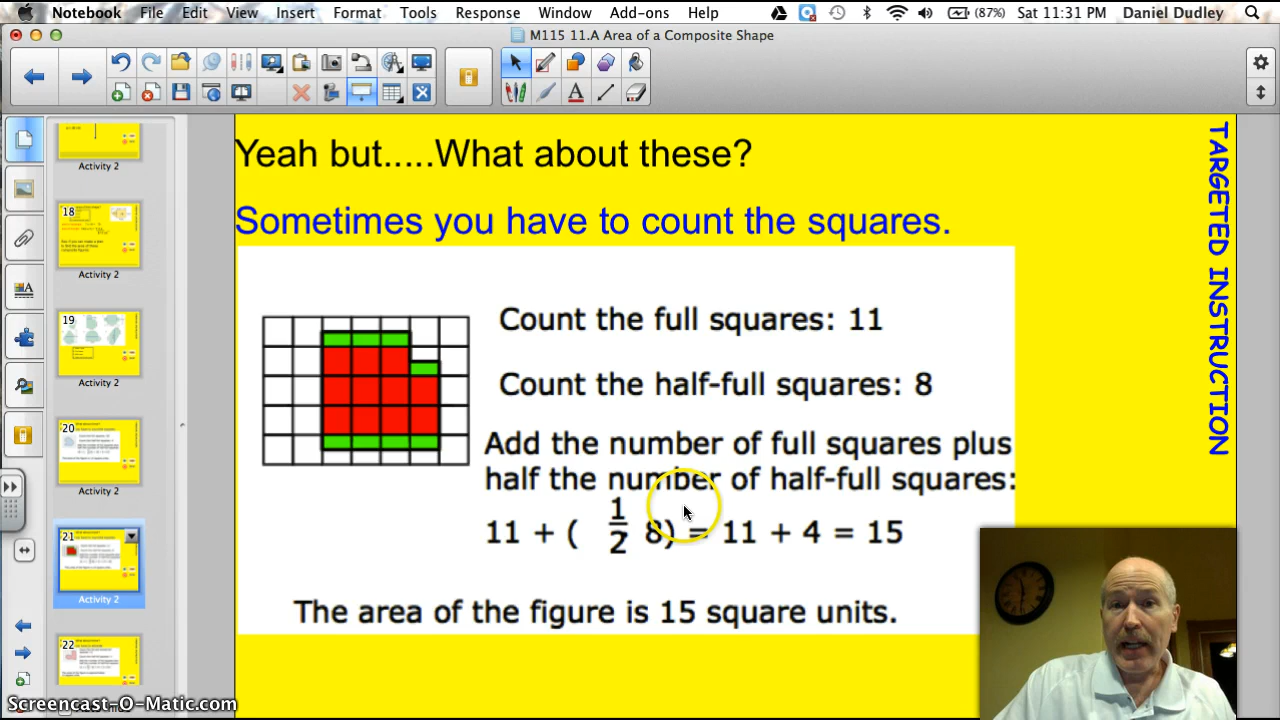 Notebook File Edit View Insert Format Tools Response Window Add-ons Help (87%) Sat 11:31 PM Daniel Dudley
M115 11.A Area of a Composite Shape
Yeah but.....What about these?
Sometimes you have to count the squares.
Count the full squares: 11
Count the half-full squares: 8
Add the number of full squares plus
half the number of half-full squares:
11 + ( 1/2 8) = 11 + 4 = 15
The area of the figure is 15 square units.
TARGETED INSTRUCTION
Activity 2
18
Activity 2
19
Activity 2
20
Activity 2
21
Activity 2
22
Screencast-O-Matic.com